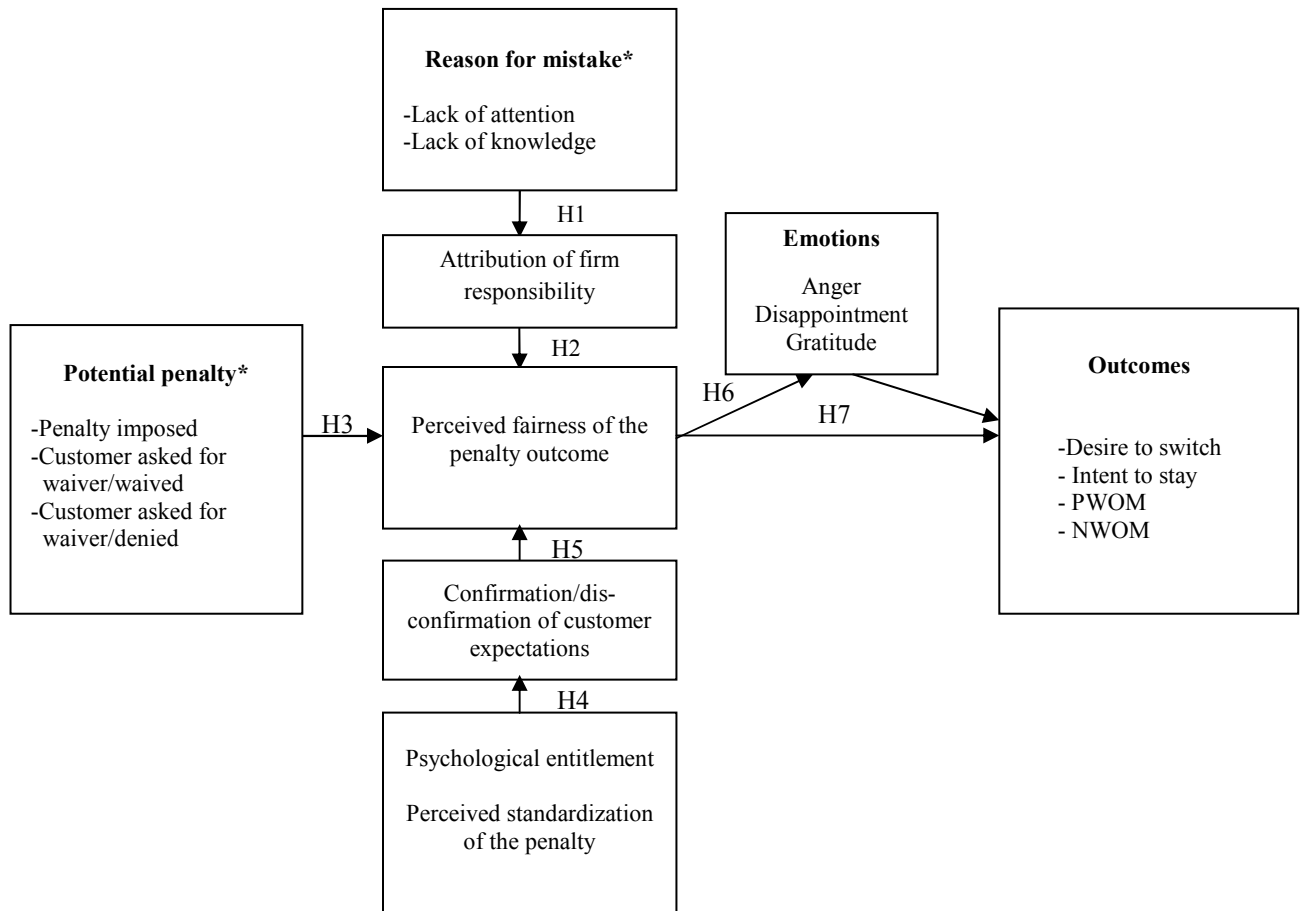 Reason for mistake*
-Lack of attention
-Lack of knowledge
H1
Attribution of firm
responsibility
H2
Emotions
Anger
Disappointment
Gratitude
Potential penalty*
-Penalty imposed
-Customer asked for
waiver/waived
-Customer asked for
waiver/denied
H3
Perceived fairness of the
penalty outcome
H6
H7
Outcomes
-Desire to switch
- Intent to stay
- PWOM
- NWOM
H5
Confirmation/dis-
confirmation of customer
expectations
H4
Psychological entitlement
Perceived standardization
of the penalty